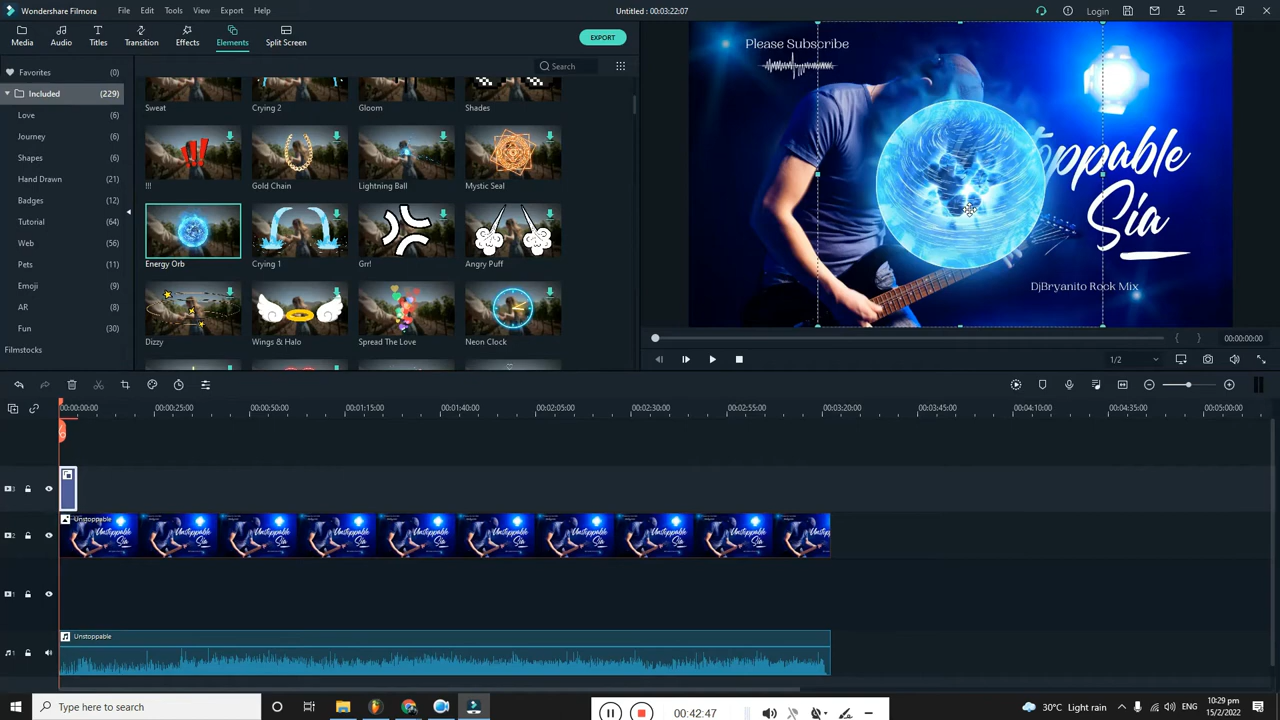 Wondershare Filmora
File Edit Tools View Export Help
Untitled : 00:03:22:07
Login
Media Audio Titles Transition Effects Elements Split Screen
EXPORT
Favorites (0)
Included (229)
Love (6)
Journey (6)
Shapes (6)
Hand Drawn (21)
Badges (12)
Tutorial (31)
Web (56)
Pets (11)
Emoji (9)
AR (8)
Fun (30)
Filmstocks
Search
Sweat Crying 2 Gloom Shades
!!! Gold Chain Lightning Ball Mystic Seal
Energy Orb Crying 1 Grr! Angry Puff
Dizzy Wings & Halo Spread The Love Neon Clock
Please Subscribe
Sia
DjBryanito Rock Mix
00:00:00:00
1/2
00:00:00:00 00:00:25:00 00:00:50:00 00:01:15:00 00:01:40:00 00:02:05:00 00:02:30:00 00:02:55:00 00:03:20:00 00:03:45:00 00:04:10:00 00:04:35:00 00:05:00:00
3
2
Unstoppable
1
1
Unstoppable
Type here to search
00:42:47
30°C Light rain
10:29 pm
15/2/2022